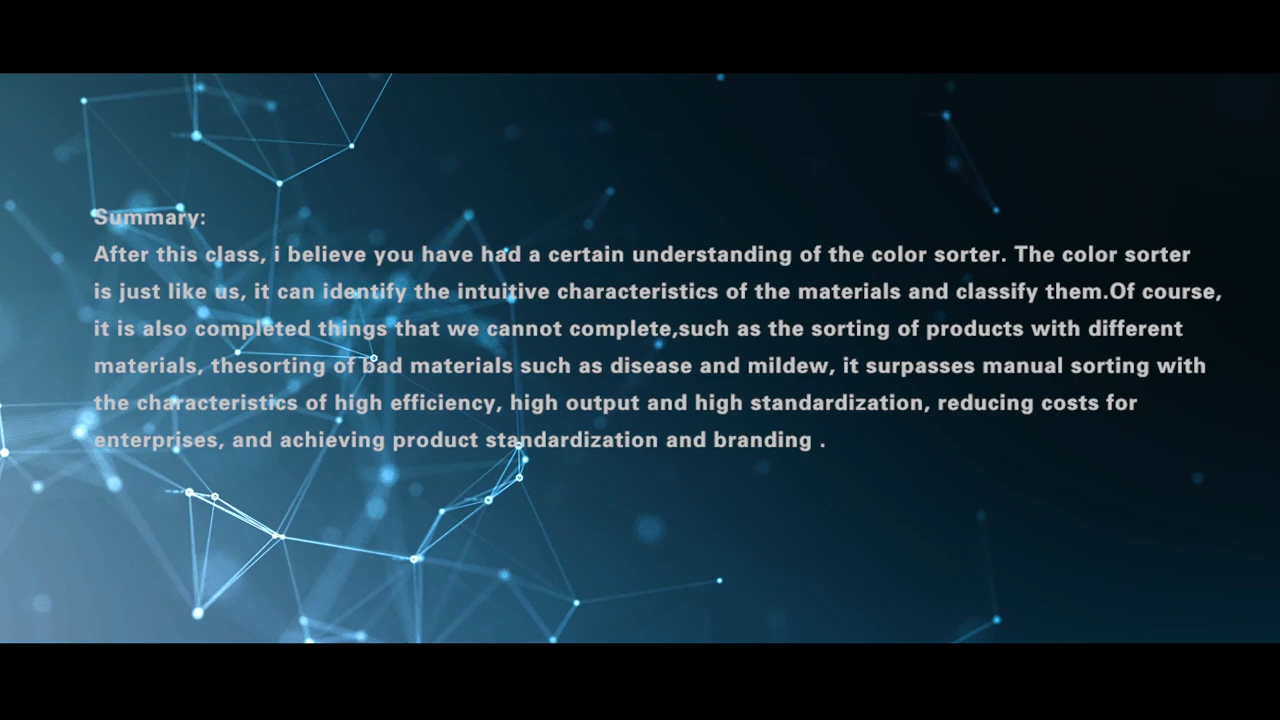 Summary:
After this class, i believe you have had a certain understanding of the color sorter. The color sorter
is just like us, it can identify the intuitive characteristics of the materials and classify them.Of course,
it is also completed things that we cannot complete,such as the sorting of products with different
materials, thesorting of bad materials such as disease and mildew, it surpasses manual sorting with
the characteristics of high efficiency, high output and high standardization, reducing costs for
enterprises, and achieving product standardization and branding .